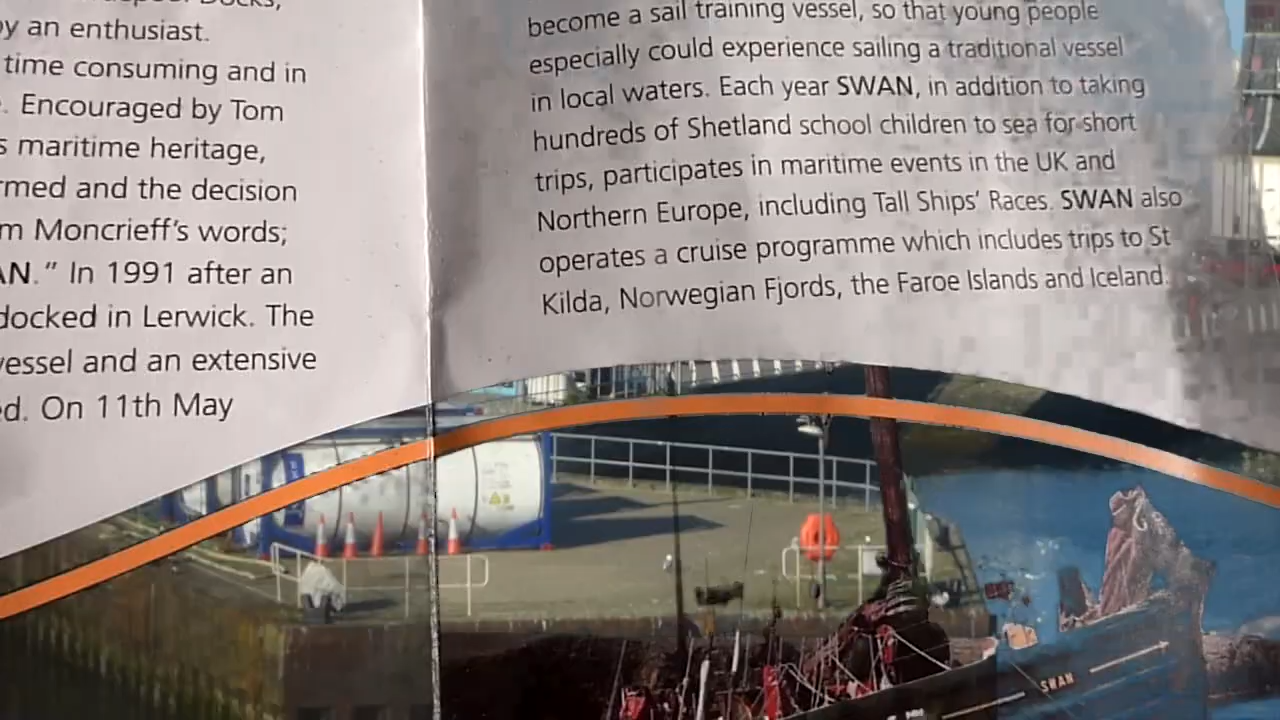 by an enthusiast.
time consuming and in
Encouraged by Tom
maritime heritage,
and the decision
Moncrieff's words;
In 1991 after an
docked in Lerwick. The
vessel and an extensive
On 11th May
become a sail training vessel, so that young people
especially could experience sailing a traditional vessel
in local waters. Each year SWAN, in addition to taking
hundreds of Shetland school children to sea for short
trips, participates in maritime events in the UK and
Northern Europe, including Tall Ships' Races. SWAN also
operates a cruise programme which includes trips to St
Kilda, Norwegian Fjords, the Faroe Islands and Iceland.
SWAN